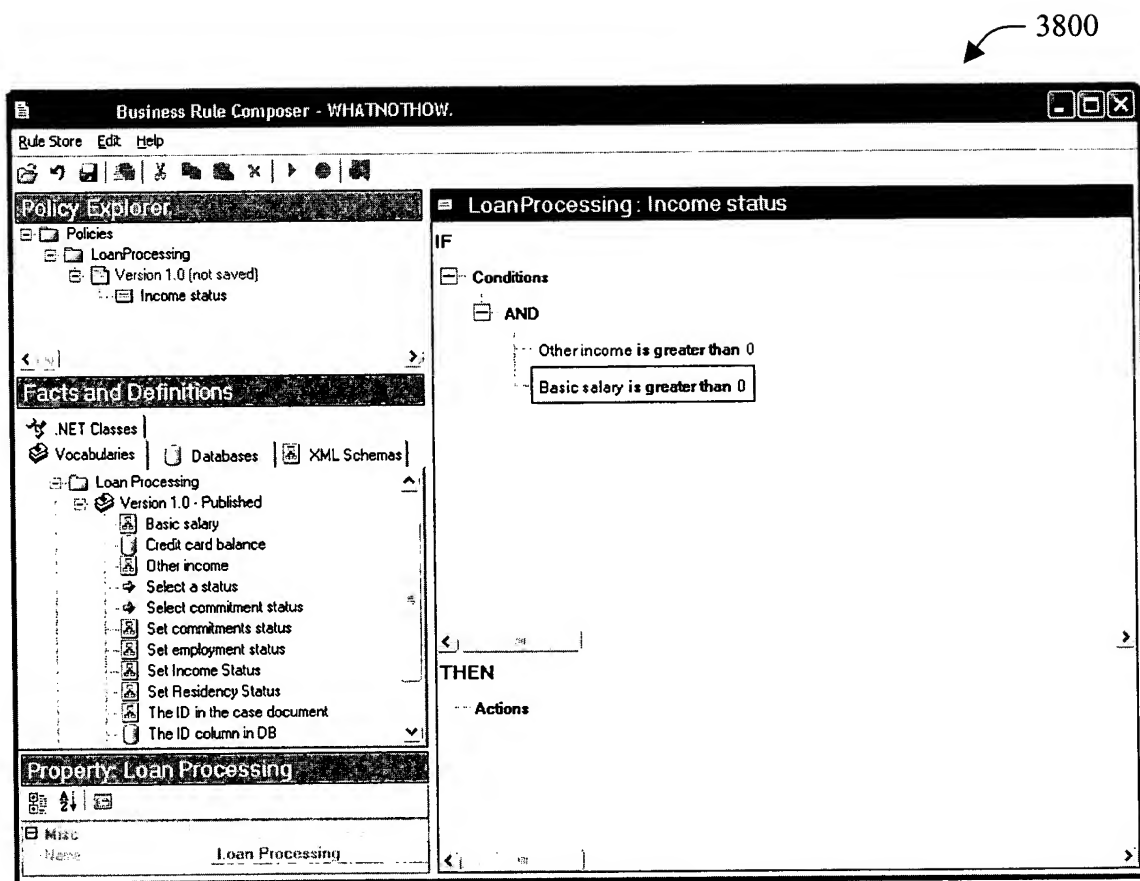 3800
Business Rule Composer - WHATNOTHOW.
Rule Store Edit Help
Policy Explorer
Policies
LoanProcessing
Version 1.0 (not saved)
Income status
Facts and Definitions
.NET Classes
Vocabularies Databases XML Schemas
Loan Processing
Version 1.0 - Published
Basic salary
Credit card balance
Other income
Select a status
Select commitment status
Set commitments status
Set employment status
Set Income Status
Set Residency Status
The ID in the case document
The ID column in DB
Property: Loan Processing
Misc
Name Loan Processing
LoanProcessing : Income status
IF
Conditions
AND
Other income is greater than 0
Basic salary is greater than 0
THEN
Actions